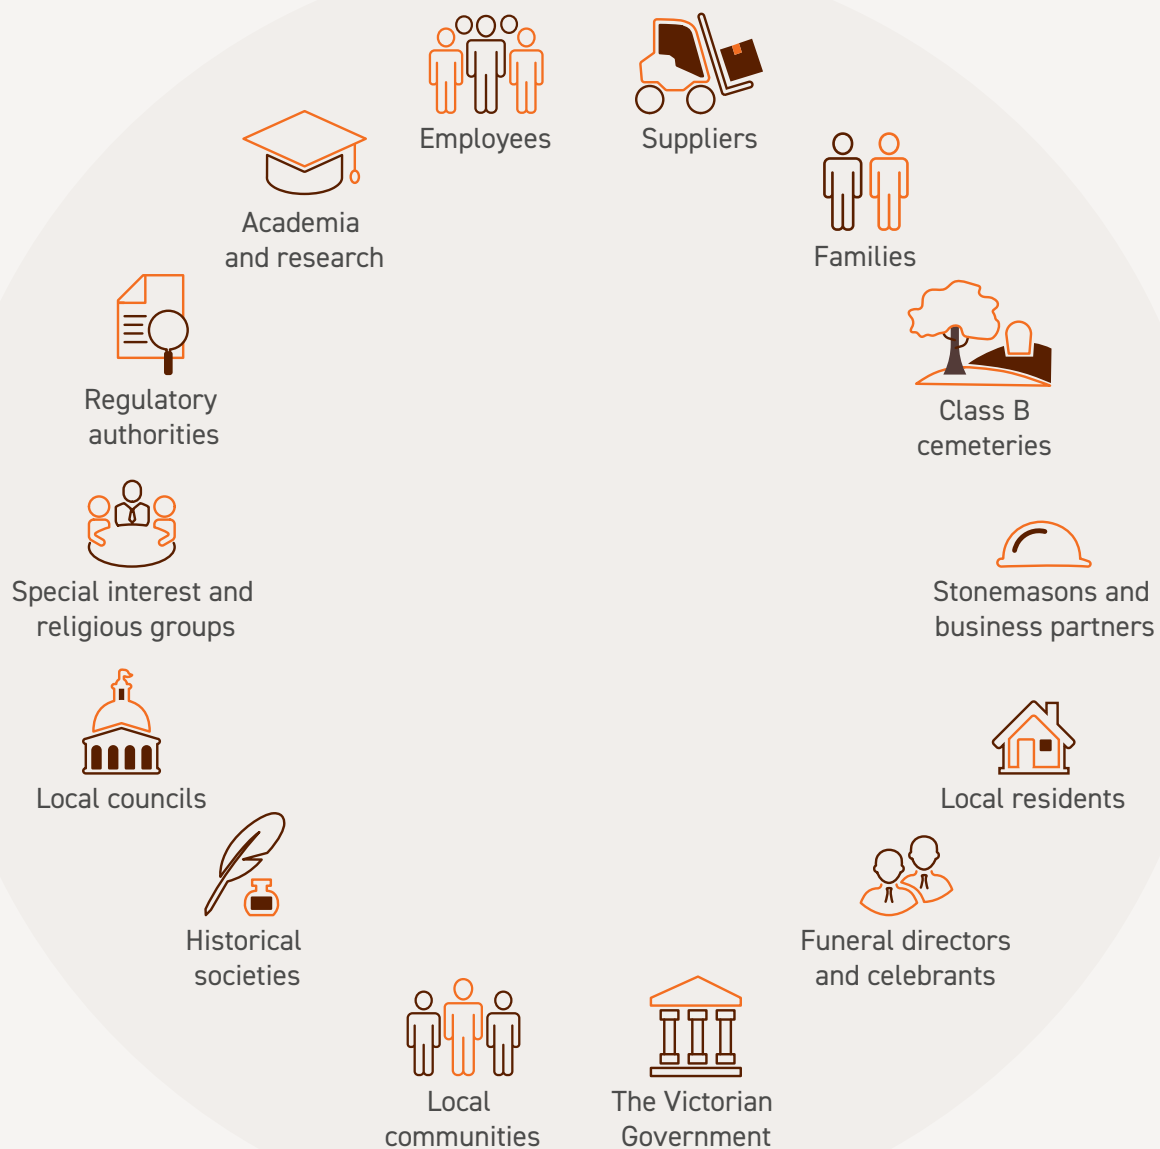 Employees
Suppliers
Academia
and research
Families
Regulatory
authorities
Class B
cemeteries
Special interest and
religious groups
Stonemasons and
business partners
Local councils
Local residents
Historical
societies
Funeral directors
and celebrants
Local
communities
The Victorian
Government